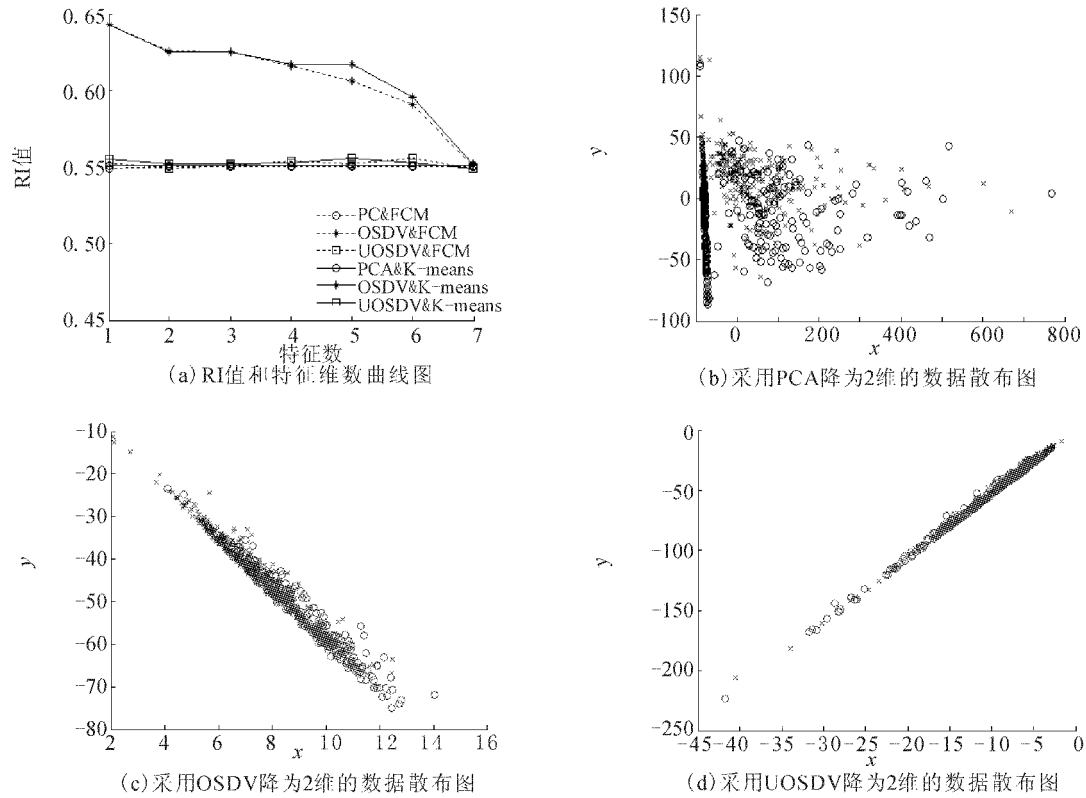 0.65
0.60
0.55
0.50
0.45
RI值
PC&FCM
OSDV&FCM
UOSDV&FCM
PCA&K-means
OSDV&K-means
UOSDV&K-means
1 2 3 4 5 6 7
特征数
(a)RI值和特征维数曲线图
150
100
50
0
-50
-100
y
0 200 400 600 800
x
(b)采用PCA降为2维的数据散布图
-10
-20
-30
-40
-50
-60
-70
-80
y
2 4 6 8 10 12 14 16
x
(c)采用OSDV降为2维的数据散布图
0
-50
-100
-150
-200
-250
y
-45 -40 -35 -30 -25 -20 -15 -10 -5 0
x
(d)采用UOSDV降为2维的数据散布图